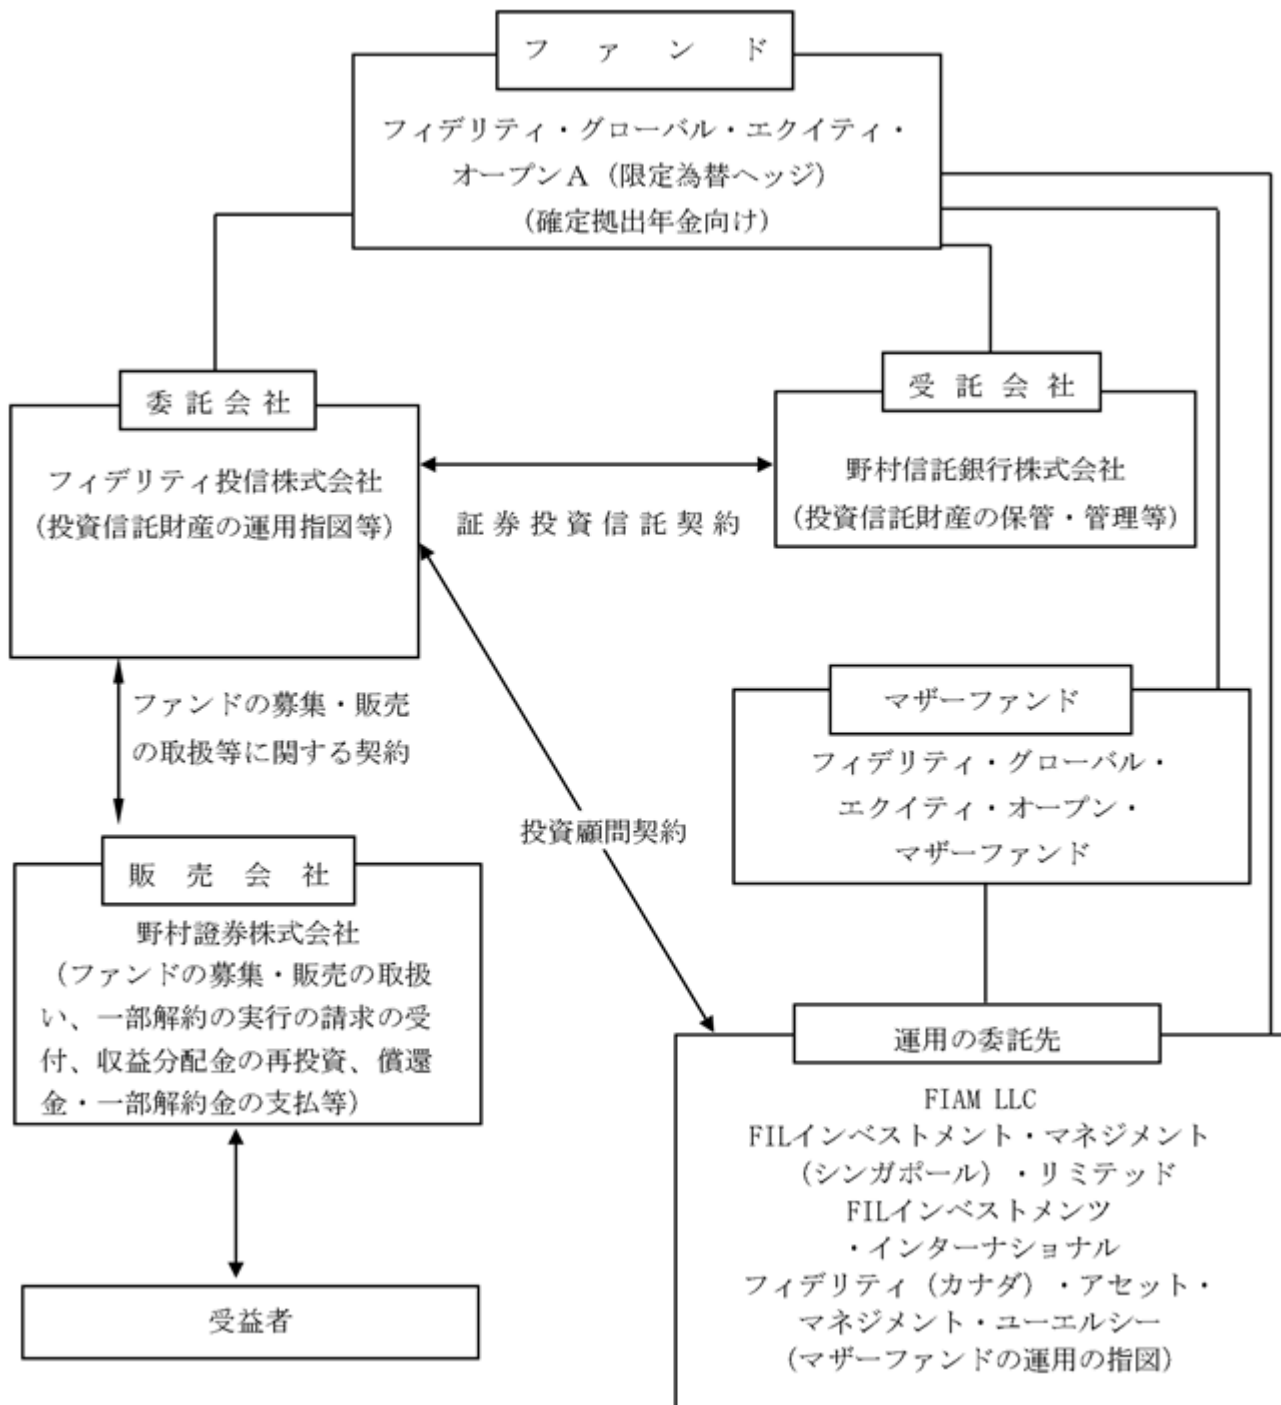 ファンド
フィデリティ・グローバル・エクイティ・
オープンA(限定為替ヘッジ)
(確定拠出年金向け)
委託会社
フィデリティ投信株式会社
(投資信託財産の運用指図等)
証券投資信託契約
受託会社
野村信託銀行株式会社
(投資信託財産の保管・管理等)
ファンドの募集・販売
の取扱等に関する契約
投資顧問契約
マザーファンド
フィデリティ・グローバル・
エクイティ・オープン・
マザーファンド
販売会社
野村證券株式会社
(ファンドの募集・販売の取扱
い、一部解約の実行の請求の受
付、収益分配金の再投資、償還
金・一部解約金の支払等)
運用の委託先
FIAM LLC
FILインベストメント・マネジメント
(シンガポール)・リミテッド
FILインベストメンツ
・インターナショナル
フィデリティ(カナダ)・アセット・
マネジメント・ユーエルシー
(マザーファンドの運用の指図)
受益者